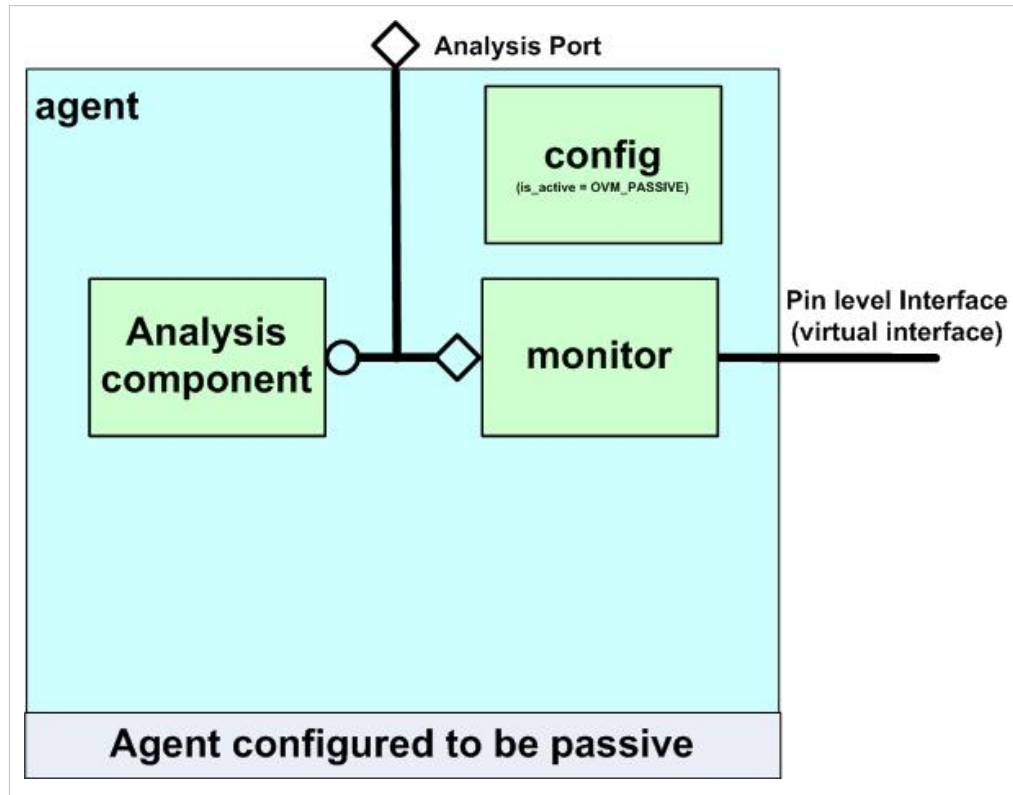 Analysis Port
agent
config
(is_active = OVM_PASSIVE)
Analysis
component
monitor
Pin level Interface
(virtual interface)
Agent configured to be passive